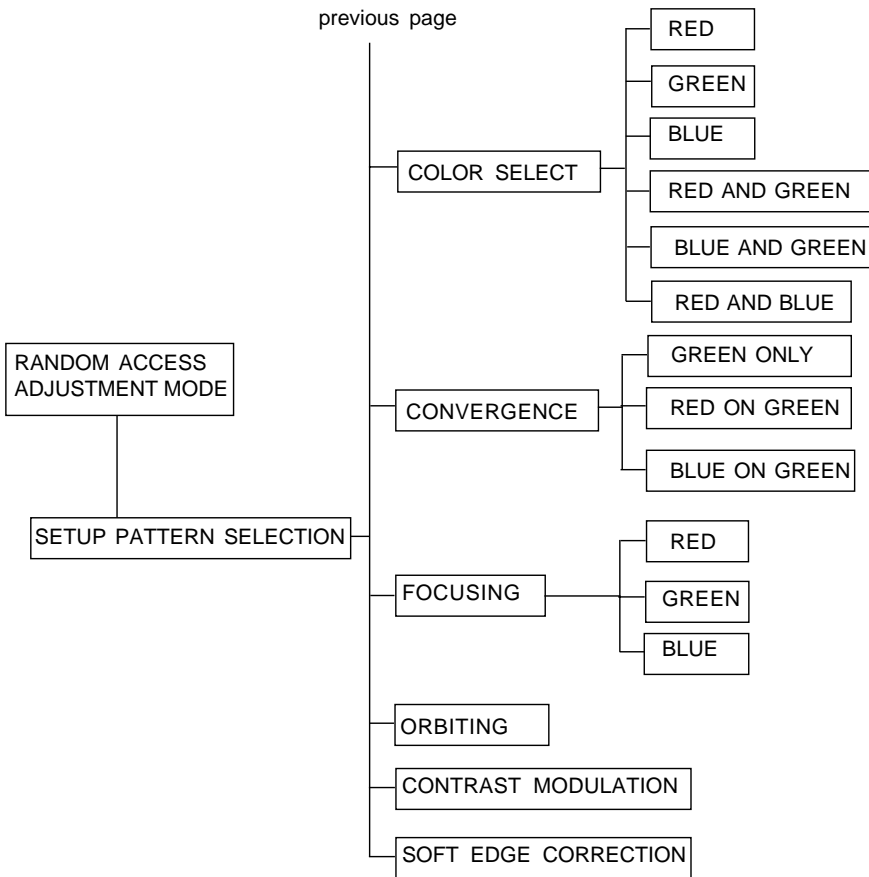 previous page
RED
GREEN
BLUE
COLOR SELECT
RED AND GREEN
BLUE AND GREEN
RED AND BLUE
RANDOM ACCESS
ADJUSTMENT MODE
GREEN ONLY
CONVERGENCE
RED ON GREEN
BLUE ON GREEN
SETUP PATTERN SELECTION
RED
FOCUSING
GREEN
BLUE
ORBITING
CONTRAST MODULATION
SOFT EDGE CORRECTION